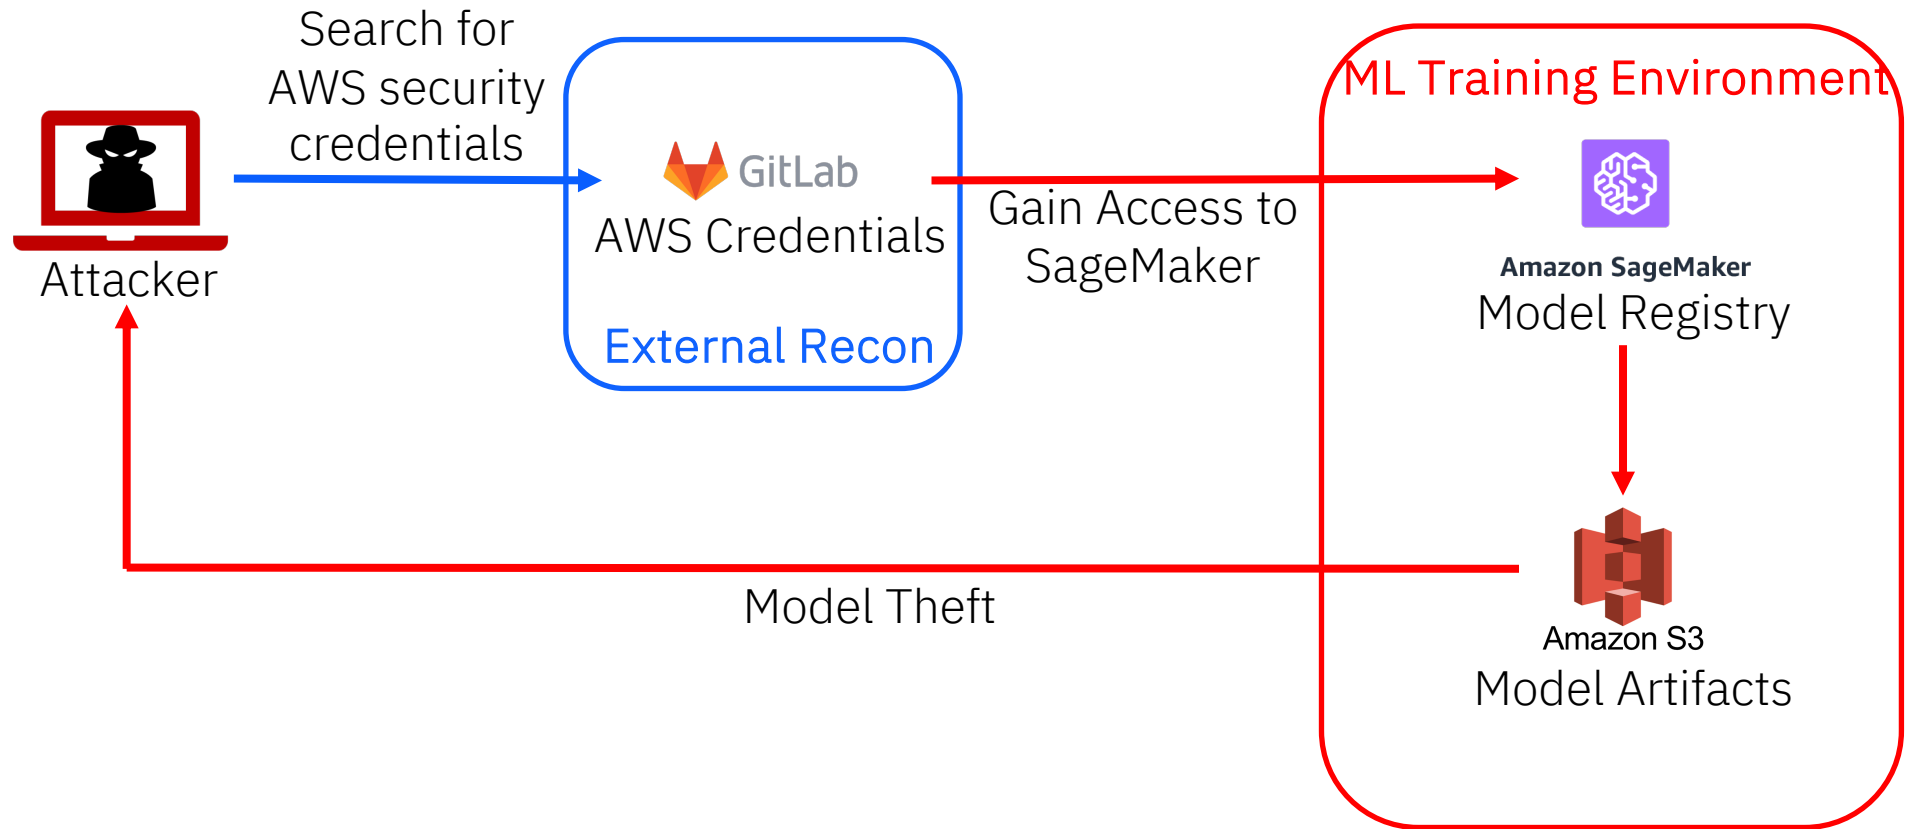 Search for
AWS security
credentials
Attacker
GitLab
AWS Credentials
External Recon
Gain Access to
SageMaker
ML Training Environment
Amazon SageMaker
Model Registry
Amazon S3
Model Artifacts
Model Theft